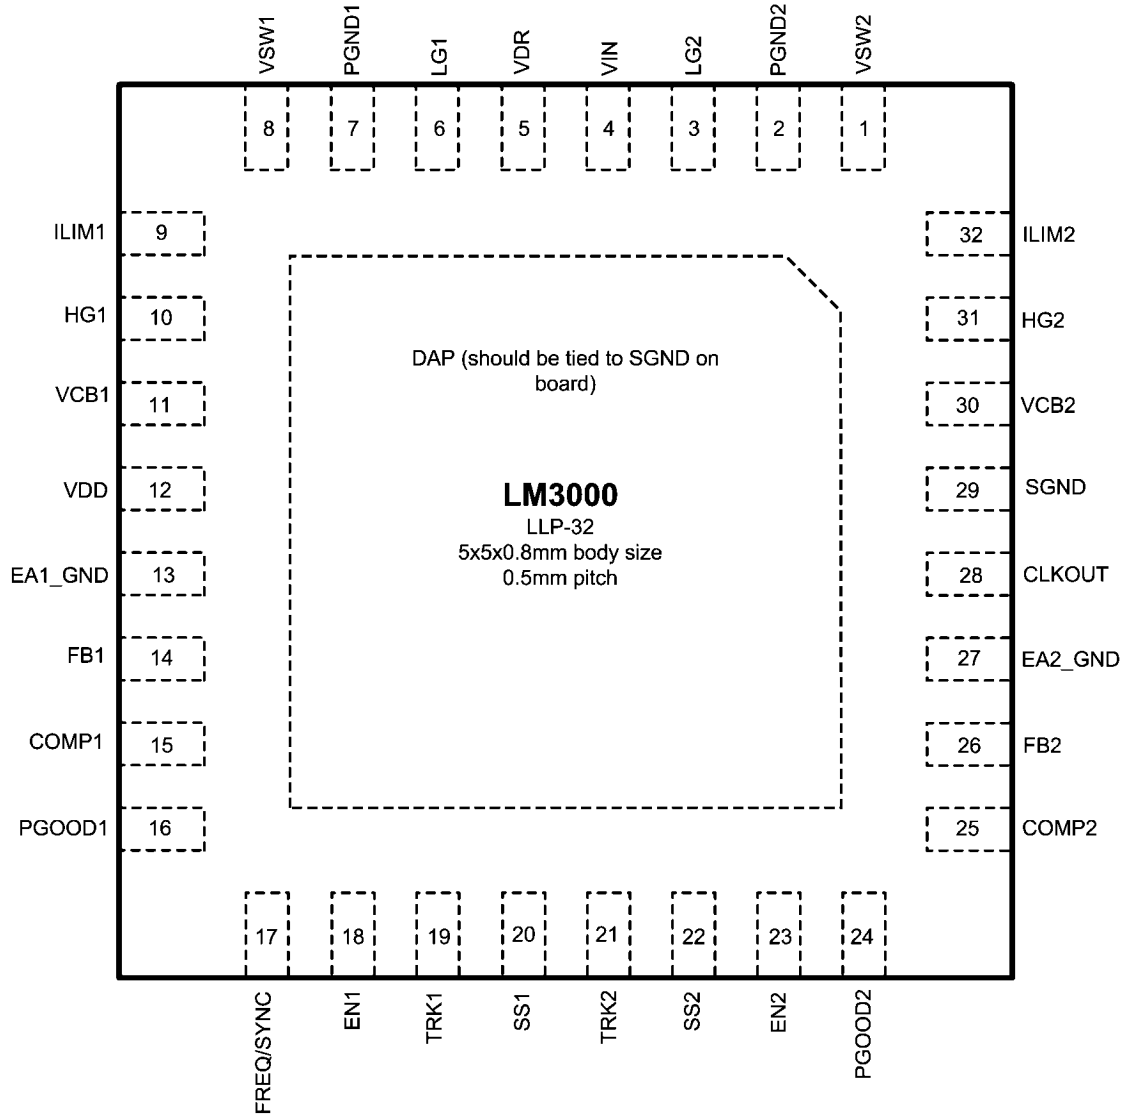 VSW1
PGND1
LG1
VDR
VIN
LG2
PGND2
VSW2
8
7
6
5
4
3
2
1
ILIM1
9
32
ILIM2
HG1
10
31
HG2
VCB1
11
30
VCB2
VDD
12
29
SGND
EA1_GND
13
28
CLKOUT
FB1
14
27
EA2_GND
COMP1
15
26
FB2
PGOOD1
16
25
COMP2
DAP (should be tied to SGND on
board)
LM3000
LLP-32
5x5x0.8mm body size
0.5mm pitch
17
18
19
20
21
22
23
24
FREQ/SYNC
EN1
TRK1
SS1
TRK2
SS2
EN2
PGOOD2